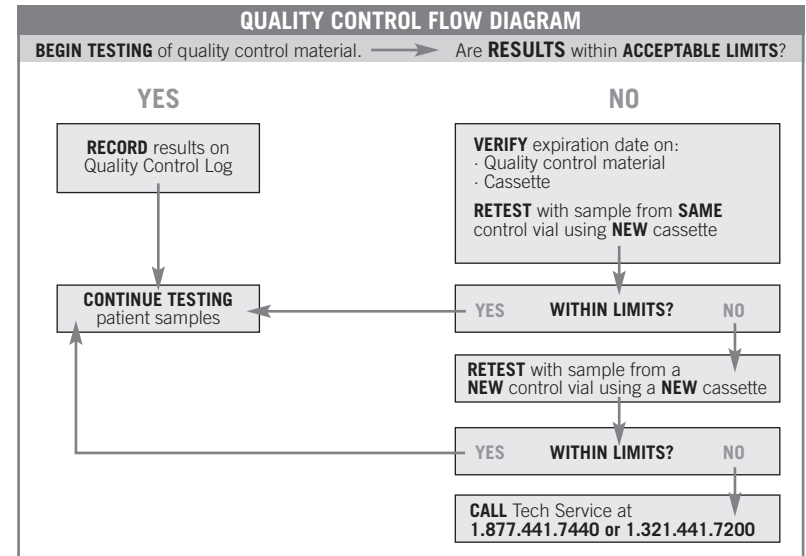 QUALITY CONTROL FLOW DIAGRAM
BEGIN TESTING of quality control material. Are RESULTS within ACCEPTABLE LIMITS?
YES
RECORD results on
Quality Control Log
CONTINUE TESTING
patient samples
NO
VERIFY expiration date on:
· Quality control material
· Cassette
RETEST with sample from SAME
control vial using NEW cassette
YES WITHIN LIMITS? NO
RETEST with sample from a
NEW control vial using a NEW cassette
YES WITHIN LIMITS? NO
CALL Tech Service at
1.877.441.7440 or 1.321.441.7200